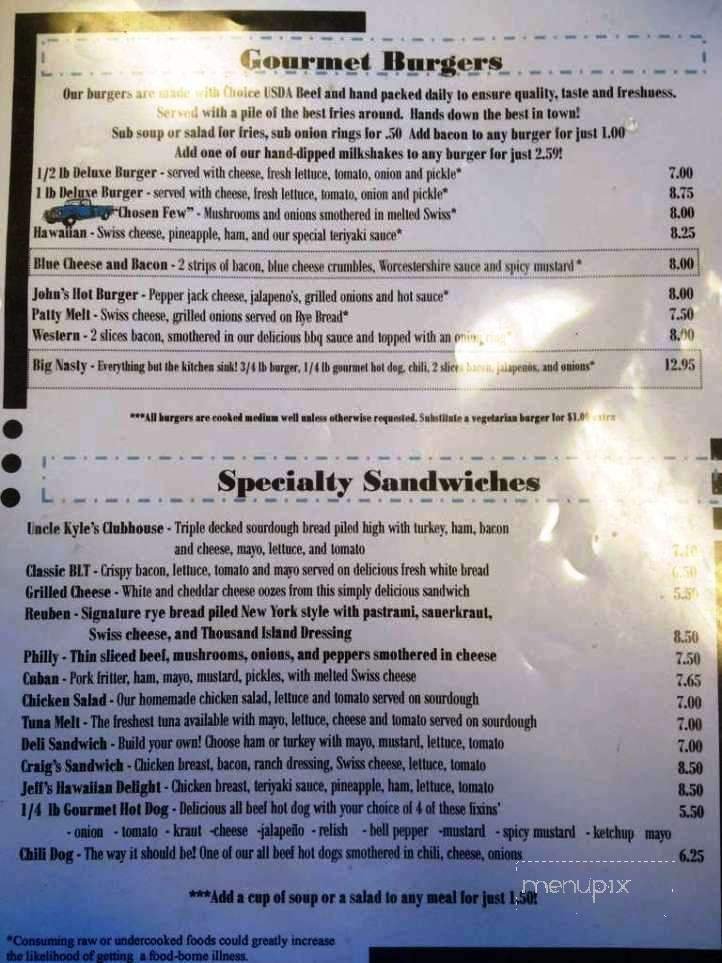 Gourmet Burgers
Our burgers are made with Choice USDA Beef and hand packed daily to ensure quality, taste and freshness.
Served with a pile of the best fries around. Hands down the best in town!
Sub soup or salad for fries, sub onion rings for .50 Add bacon to any burger for just 1.00
Add one of our hand-dipped milkshakes to any burger for just 2.59!
1/2 lb Deluxe Burger - served with cheese, fresh lettuce, tomato, onion and pickle* 7.00
1 lb Deluxe Burger - served with cheese, fresh lettuce, tomato, onion and pickle* 8.75
"Chosen Few" - Mushrooms and onions smothered in melted Swiss* 8.00
Hawaiian - Swiss cheese, pineapple, ham, and our special teriyaki sauce* 8.25
Blue Cheese and Bacon - 2 strips of bacon, blue cheese crumbles, Worcestershire sauce and spicy mustard* 8.00
John's Hot Burger - Pepper jack cheese, jalapeno's, grilled onions and hot sauce* 8.00
Patty Melt - Swiss cheese, grilled onions served on Rye Bread* 7.50
Western - 2 slices bacon, smothered in our delicious bbq sauce and topped with an onion ring* 8.00
Big Nasty - Everything but the kitchen sink! 3/4 lb burger, 1/4 lb gourmet hot dog, chili, 2 slices bacon, jalapenos, and onions* 12.95
***All burgers are cooked medium well unless otherwise requested. Substitute a vegetarian burger for $1.00 extra
Specialty Sandwiches
Uncle Kyle's Clubhouse - Triple decked sourdough bread piled high with turkey, ham, bacon
and cheese, mayo, lettuce, and tomato
Classic BLT - Crispy bacon, lettuce, tomato and mayo served on delicious fresh white bread 6.50
Grilled Cheese - White and cheddar cheese oozes from this simply delicious sandwich
Reuben - Signature rye bread piled New York style with pastrami, sauerkraut,
Swiss cheese, and Thousand Island Dressing 8.50
Philly - Thin sliced beef, mushrooms, onions, and peppers smothered in cheese 7.50
Cuban - Pork fritter, ham, mayo, mustard, pickles, with melted Swiss cheese 7.65
Chicken Salad - Our homemade chicken salad, lettuce and tomato served on sourdough 7.00
Tuna Melt - The freshest tuna available with mayo, lettuce, cheese and tomato served on sourdough 7.00
Deli Sandwich - Build your own! Choose ham or turkey with mayo, mustard, lettuce, tomato 7.00
Craig's Sandwich - Chicken breast, bacon, ranch dressing, Swiss cheese, lettuce, tomato 8.50
Jeff's Hawaiian Delight - Chicken breast, teriyaki sauce, pineapple, ham, lettuce, tomato 8.50
1/4 lb Gourmet Hot Dog - Delicious all beef hot dog with your choice of 4 of these fixins' 5.50
- onion - tomato - kraut -cheese -jalapeño - relish - bell pepper -mustard - spicy mustard - ketchup mayo
Chili Dog - The way it should be! One of our all beef hot dogs smothered in chili, cheese, onions 6.25
menupix
***Add a cup of soup or a salad to any meal for just 1.50!
*Consuming raw or undercooked foods could greatly increase
the likelihood of getting a food-borne illness.